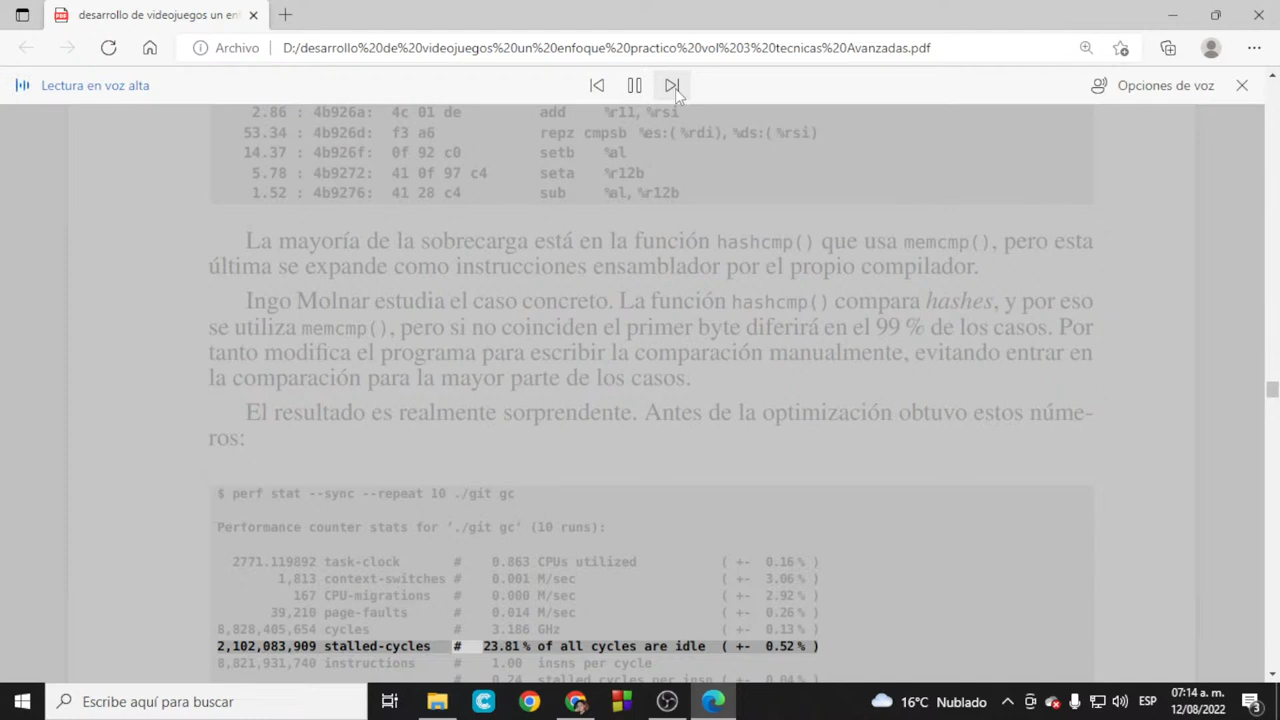 desarrollo de videojuegos un en
Archivo
D:/desarrollo%20de%20videojuegos%20un%20enfoque%20practico%20vol%203%20tecnicas%20Avanzadas.pdf
Lectura en voz alta
Opciones de voz
2.86 : 4b926a: 4c 01 de add %r11, %rsi
53.34 : 4b926d: f3 a6 repz cmpsb %es:( %rdi), %ds:( %rsi)
14.37 : 4b926f: 0f 92 c0 setb %al
5.78 : 4b9272: 41 0f 97 c4 seta %r12b
1.52 : 4b9276: 41 28 c4 sub %al, %r12b
La mayoría de la sobrecarga está en la función hashcmp() que usa memcmp(), pero esta
última se expande como instrucciones ensamblador por el propio compilador.
Ingo Molnar estudia el caso concreto. La función hashcmp() compara hashes, y por eso
se utiliza memcmp(), pero si no coinciden el primer byte diferirá en el 99 % de los casos. Por
tanto modifica el programa para escribir la comparación manualmente, evitando entrar en
la comparación para la mayor parte de los casos.
El resultado es realmente sorprendente. Antes de la optimización obtuvo estos núme-
ros:
$ perf stat --sync --repeat 10 ./git gc
Performance counter stats for './git gc' (10 runs):
2771.119892 task-clock # 0.863 CPUs utilized ( +- 0.16 % )
1,813 context-switches # 0.001 M/sec ( +- 3.06 % )
167 CPU-migrations # 0.000 M/sec ( +- 2.92 % )
39,210 page-faults # 0.014 M/sec ( +- 0.26 % )
8,828,405,654 cycles # 3.186 GHz ( +- 0.13 % )
2,102,083,909 stalled-cycles # 23.81 % of all cycles are idle ( +- 0.52 % )
8,821,931,740 instructions # 1.00 insns per cycle
# 0.24 stalled cycles per insn ( +- 0.04 % )
Escribe aquí para buscar
16°C Nublado
ESP
07:14 a. m.
12/08/2022
3